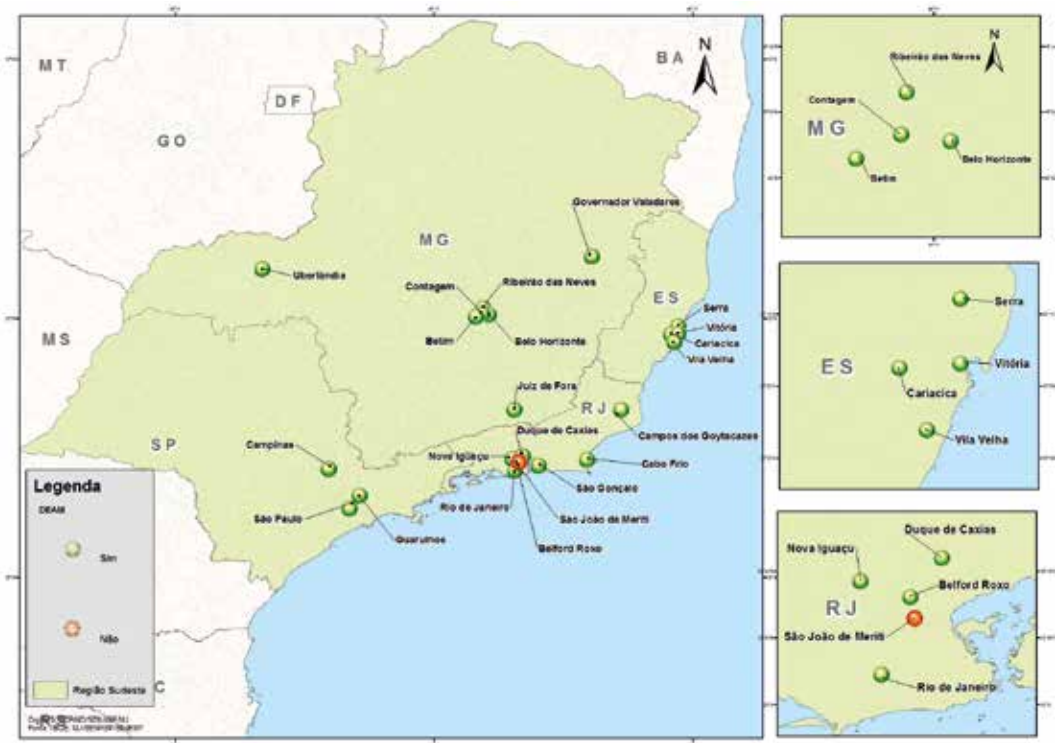 MT
BA
N
DF
GO
Governador Valadares
MG
Uberlândia
Contagem
Ribeirão das Neves
ES
Serra
Vitória
MS
Betim
Belo Horizonte
Cariacica
Vila Velha
Juiz de Fora
RJ
Duque de Caxias
Campos dos Goytacazes
SP
Campinas
Nova Iguaçu
Cabo Frio
São Gonçalo
São Paulo
Rio de Janeiro
São João de Meriti
Guarulhos
Belford Roxo
Legenda
DEAM
Sim
Não
Região Sudeste
C
N
Ribeirão das Neves
Contagem
MG
Belo Horizonte
Betim
Serra
ES
Vitória
Cariacica
Vila Velha
Duque de Caxias
Nova Iguaçu
Belford Roxo
RJ
São João de Meriti
Rio de Janeiro